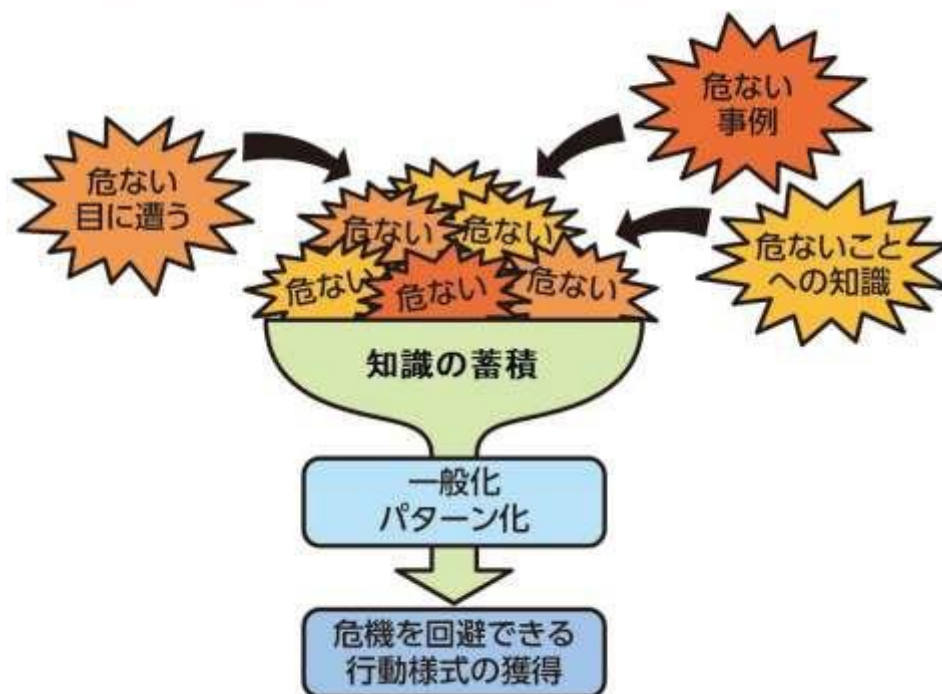 危ない
事例
危ない
目に遭う
危ないこと
への知識
危ない
危ない
危ない
危ない
危ない
知識の蓄積
一般化
パターン化
危機を回避できる
行動様式の獲得